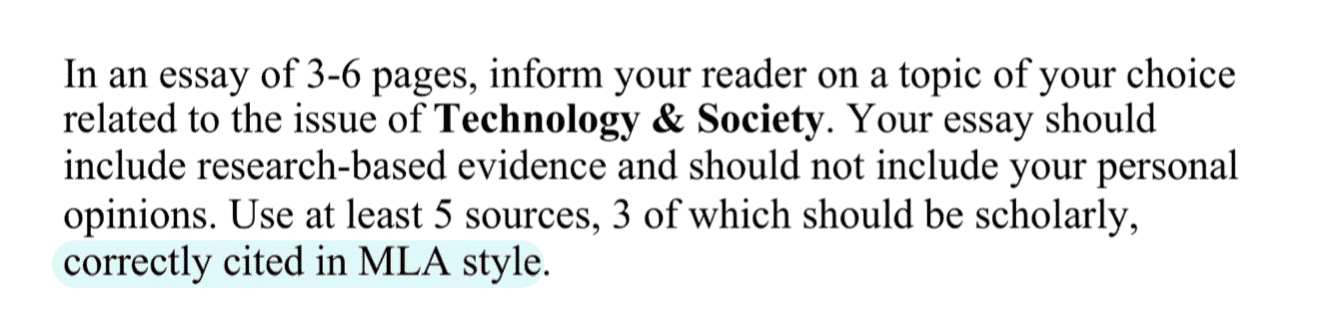 In an essay of 3-6 pages, inform your reader on a topic of your choice
related to the issue of Technology & Society. Your essay should
include research-based evidence and should not include your personal
opinions. Use at least 5 sources, 3 of which should be scholarly,
correctly cited in MLA style.